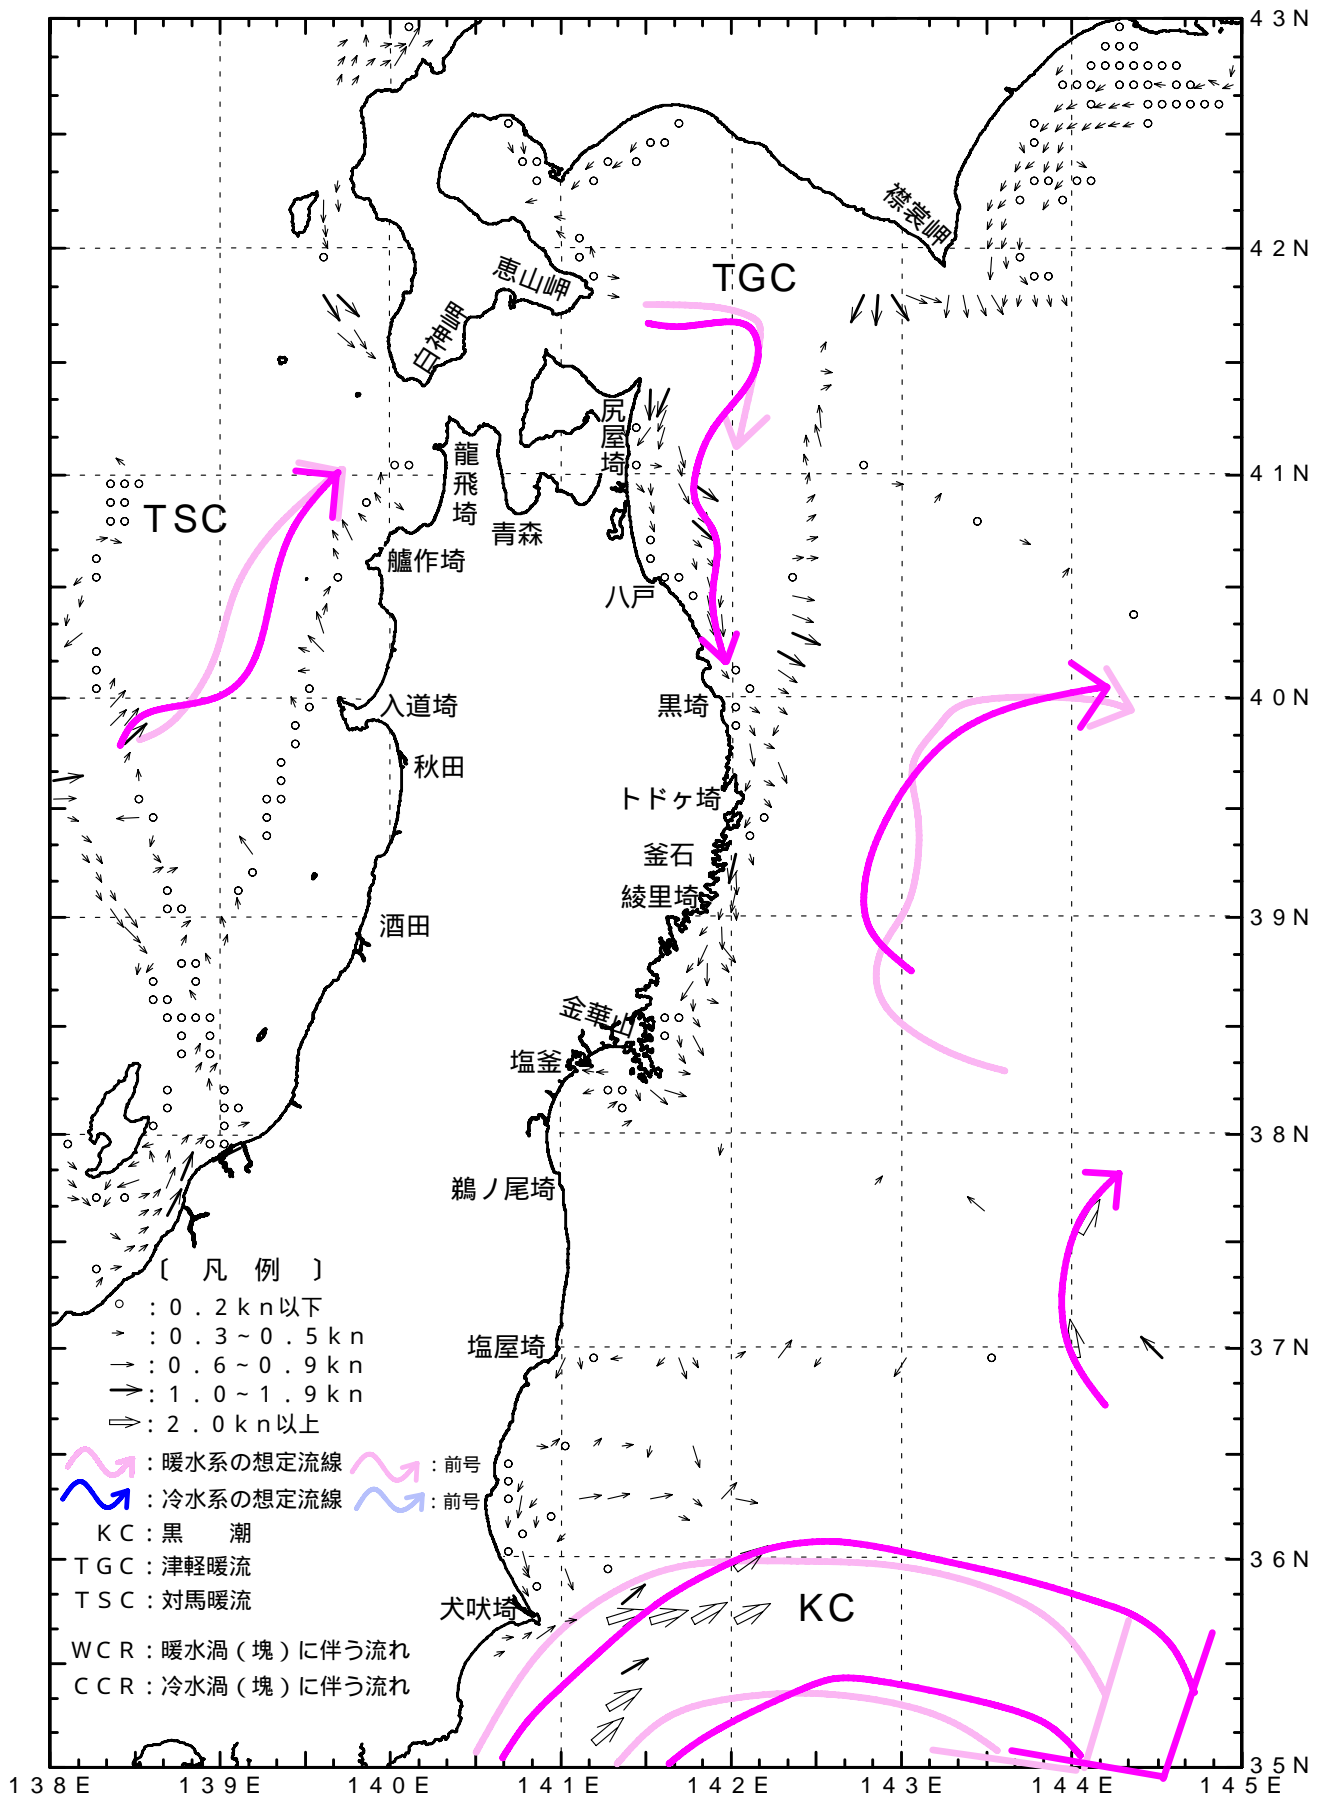 43N
襟裳岬
42N
恵山岬
TGC
白神岬
尻屋埼
41N
龍飛埼
TSC
青森
艫作埼
八戸
入道埼
黒埼
40N
秋田
トドヶ埼
釜石
綾里埼
39N
酒田
金華山
塩釜
38N
鵜ノ尾埼
〔 凡 例 〕
:0.2kn以下
:0.3~0.5kn
塩屋埼
37N
:0.6~0.9kn
:1.0~1.9kn
:2.0kn以上
:暖水系の想定流線 :前号
:冷水系の想定流線 :前号
KC:黒 潮
TGC:津軽暖流
36N
TSC:対馬暖流
犬吠埼
KC
WCR:暖水渦(塊)に伴う流れ
CCR:冷水渦(塊)に伴う流れ
35N
138E 139E 140E 141E 142E 143E 144E 145E